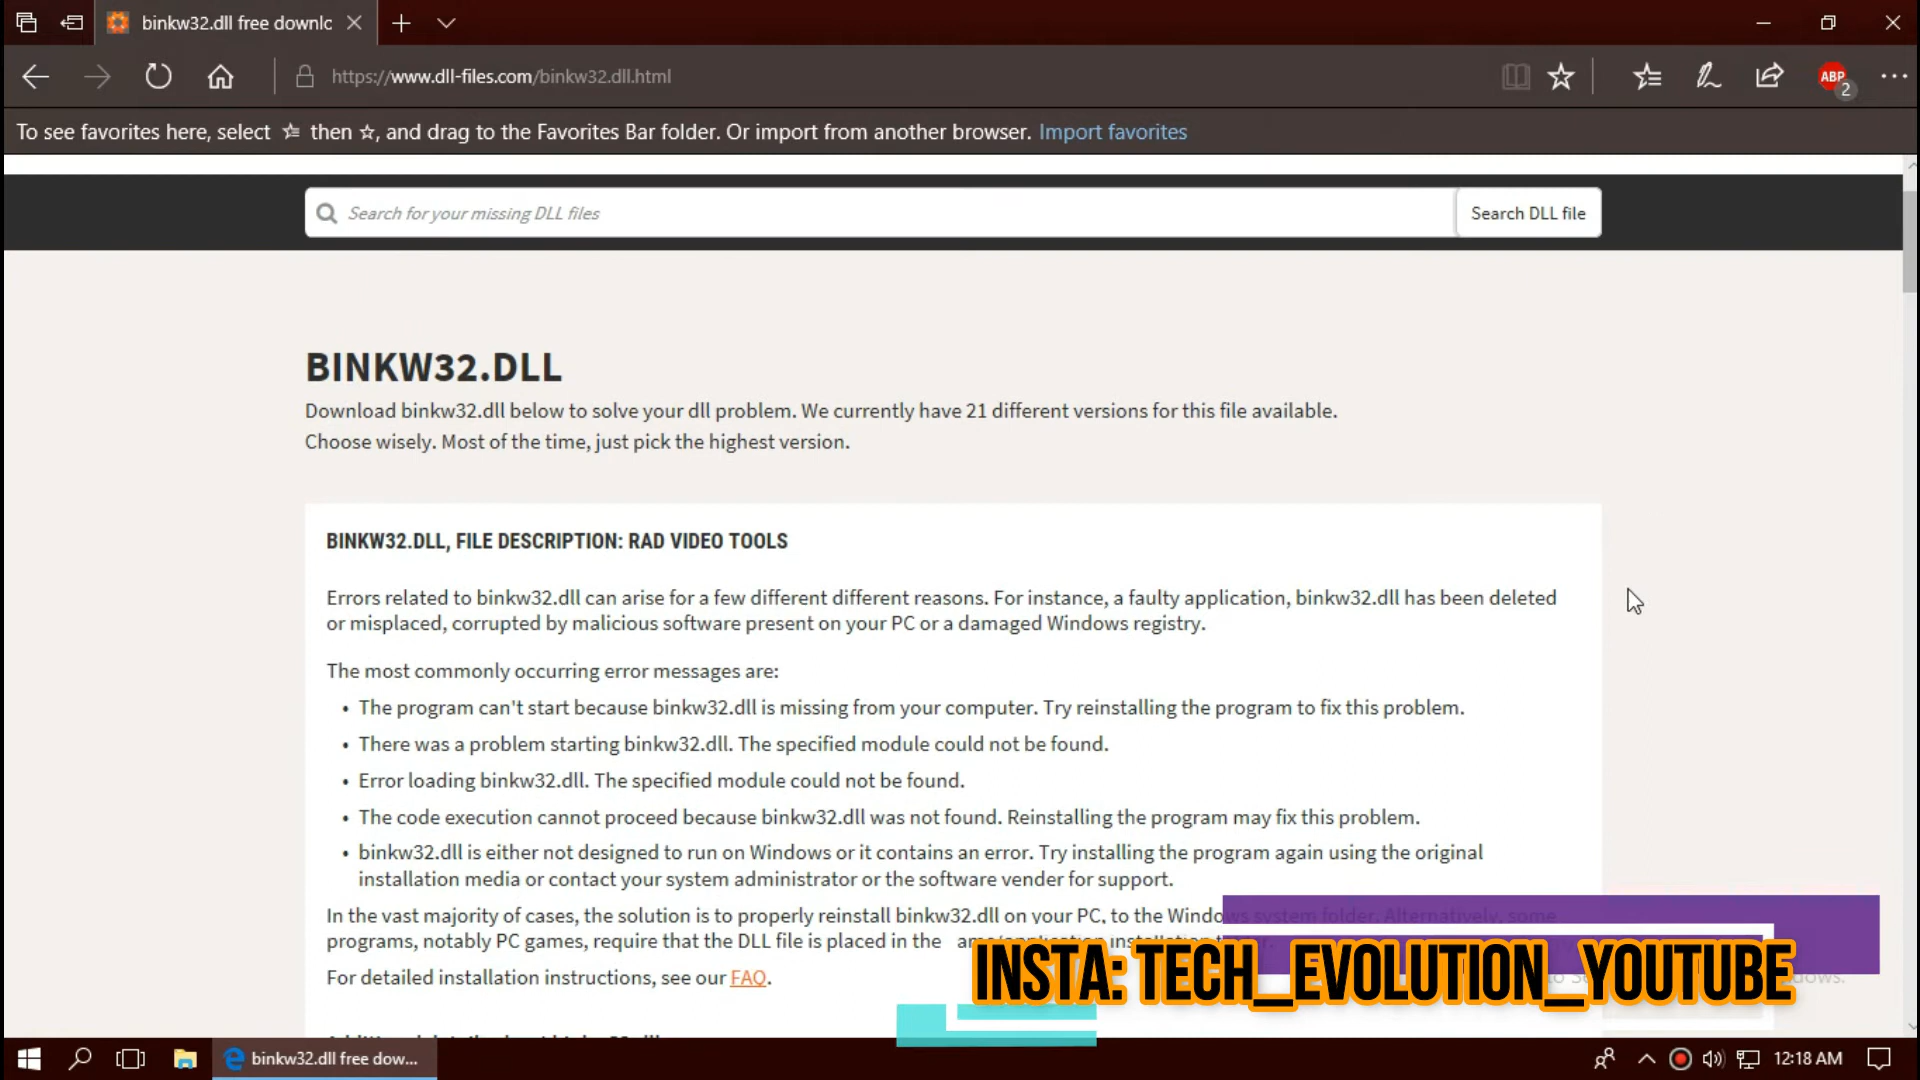 binkw32.dll free downlc
https://www.dll-files.com/binkw32.dll.html
ABP
2
To see favorites here, select then , and drag to the Favorites Bar folder. Or import from another browser. Import favorites
Search for your missing DLL files
Search DLL file
BINKW32.DLL
Download binkw32.dll below to solve your dll problem. We currently have 21 different versions for this file available.
Choose wisely. Most of the time, just pick the highest version.
BINKW32.DLL, FILE DESCRIPTION: RAD VIDEO TOOLS
Errors related to binkw32.dll can arise for a few different different reasons. For instance, a faulty application, binkw32.dll has been deleted
or misplaced, corrupted by malicious software present on your PC or a damaged Windows registry.
The most commonly occurring error messages are:
• The program can't start because binkw32.dll is missing from your computer. Try reinstalling the program to fix this problem.
• There was a problem starting binkw32.dll. The specified module could not be found.
• Error loading binkw32.dll. The specified module could not be found.
• The code execution cannot proceed because binkw32.dll was not found. Reinstalling the program may fix this problem.
• binkw32.dll is either not designed to run on Windows or it contains an error. Try installing the program again using the original
installation media or contact your system administrator or the software vender for support.
In the vast majority of cases, the solution is to properly reinstall binkw32.dll on your PC, to the Windows system folder. Alternatively, some
programs, notably PC games, require that the DLL file is placed in the
For detailed installation instructions, see our FAQ.
INSTA: TECH_EVOLUTION_YOUTUBE
binkw32.dll free dow...
12:18 AM